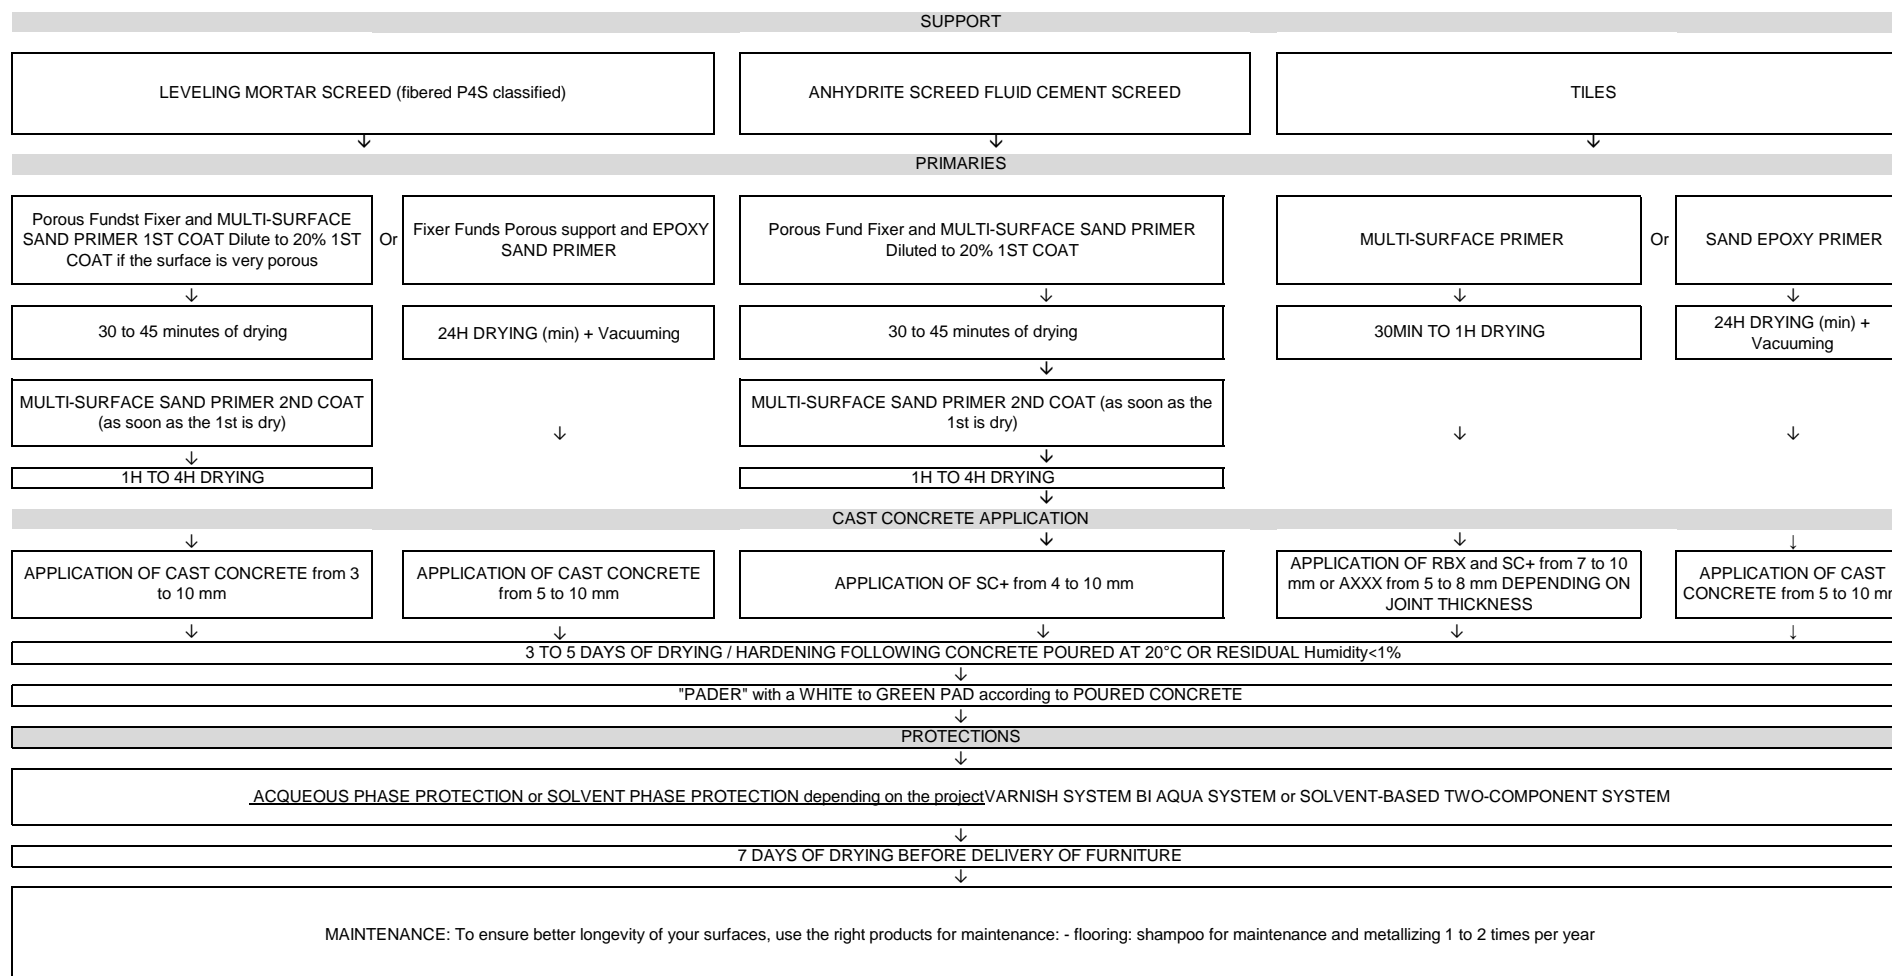 SUPPORT
LEVELING MORTAR SCREED (fibered P4S classified)
ANHYDRITE SCREED FLUID CEMENT SCREED
TILES
PRIMARIES
Porous Fundst Fixer and MULTI-SURFACE
SAND PRIMER 1ST COAT Dilute to 20% 1ST
COAT if the surface is very porous
Or
Fixer Funds Porous support and EPOXY
SAND PRIMER
Porous Fund Fixer and MULTI-SURFACE SAND PRIMER
Diluted to 20% 1ST COAT
MULTI-SURFACE PRIMER
Or
SAND EPOXY PRIMER
30 to 45 minutes of drying
24H DRYING (min) + Vacuuming
30 to 45 minutes of drying
30MIN TO 1H DRYING
24H DRYING (min) +
Vacuuming
MULTI-SURFACE SAND PRIMER 2ND COAT
(as soon as the 1st is dry)
MULTI-SURFACE SAND PRIMER 2ND COAT (as soon as the
1st is dry)
1H TO 4H DRYING
1H TO 4H DRYING
CAST CONCRETE APPLICATION
APPLICATION OF CAST CONCRETE from 3
to 10 mm
APPLICATION OF CAST CONCRETE
from 5 to 10 mm
APPLICATION OF SC+ from 4 to 10 mm
APPLICATION OF RBX and SC+ from 7 to 10
mm or AXXX from 5 to 8 mm DEPENDING ON
JOINT THICKNESS
APPLICATION OF CAST
CONCRETE from 5 to 10 mm
3 TO 5 DAYS OF DRYING / HARDENING FOLLOWING CONCRETE POURED AT 20°C OR RESIDUAL Humidity<1%
"PADER" with a WHITE to GREEN PAD according to POURED CONCRETE
PROTECTIONS
ACQUEOUS PHASE PROTECTION or SOLVENT PHASE PROTECTION depending on the projectVARNISH SYSTEM BI AQUA SYSTEM or SOLVENT-BASED TWO-COMPONENT SYSTEM
7 DAYS OF DRYING BEFORE DELIVERY OF FURNITURE
MAINTENANCE: To ensure better longevity of your surfaces, use the right products for maintenance: - flooring: shampoo for maintenance and metallizing 1 to 2 times per year